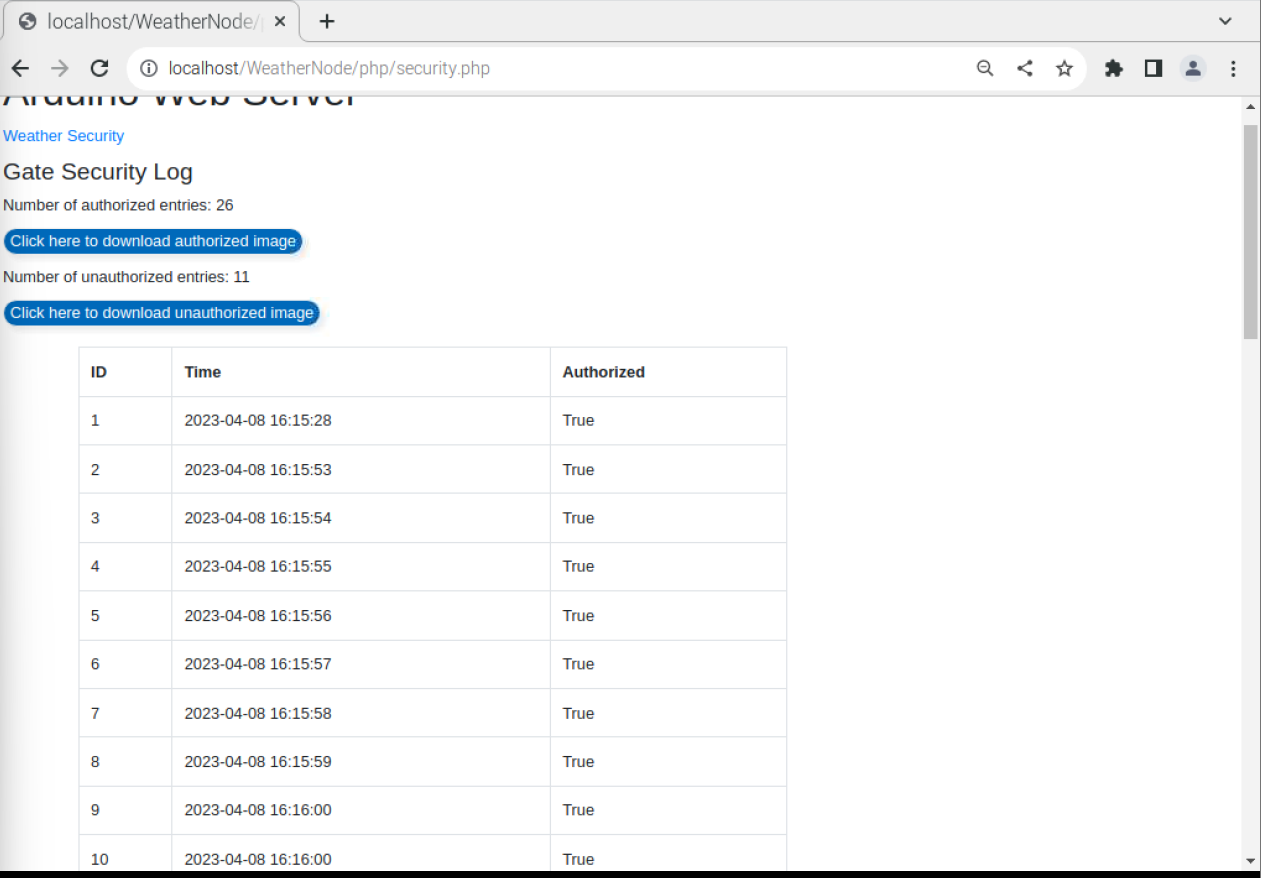 localhost/WeatherNode/
localhost/WeatherNode/php/security.php
Arduino Web Server
Weather Security
Gate Security Log
Number of authorized entries: 26
Click here to download authorized image
Number of unauthorized entries: 11
Click here to download unauthorized image
ID Time Authorized
1 2023-04-08 16:15:28 True
2 2023-04-08 16:15:53 True
3 2023-04-08 16:15:54 True
4 2023-04-08 16:15:55 True
5 2023-04-08 16:15:56 True
6 2023-04-08 16:15:57 True
7 2023-04-08 16:15:58 True
8 2023-04-08 16:15:59 True
9 2023-04-08 16:16:00 True
10 2023-04-08 16:16:00 True